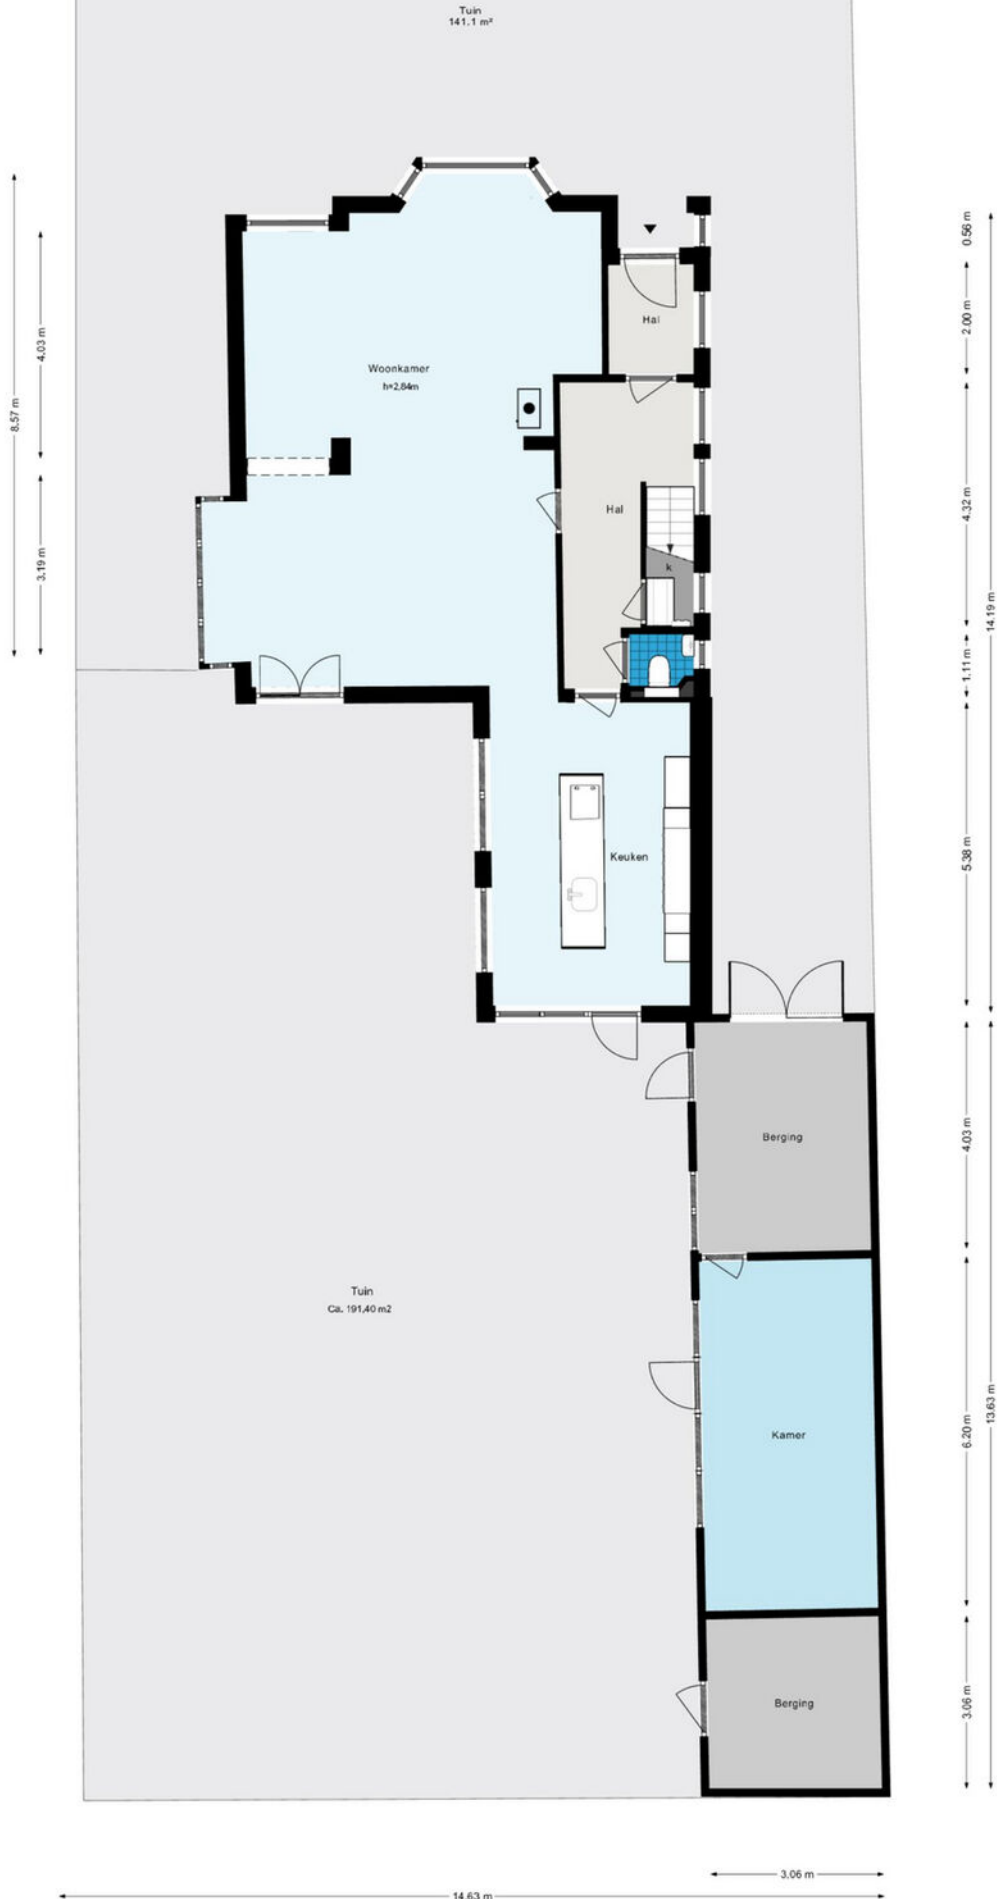 Tuin
141.1 m²
0.56 m
2.00 m
Hal
4.03 m
Woonkamer
h=2,84m
8.57 m
4.32 m
Hal
3.19 m
k
14.19 m
1.11 m
5.38 m
Keuken
4.03 m
Berging
Tuin
Ca. 191,40 m2
13.63 m
6.20 m
Kamer
3.06 m
Berging
3.06 m
14.63 m